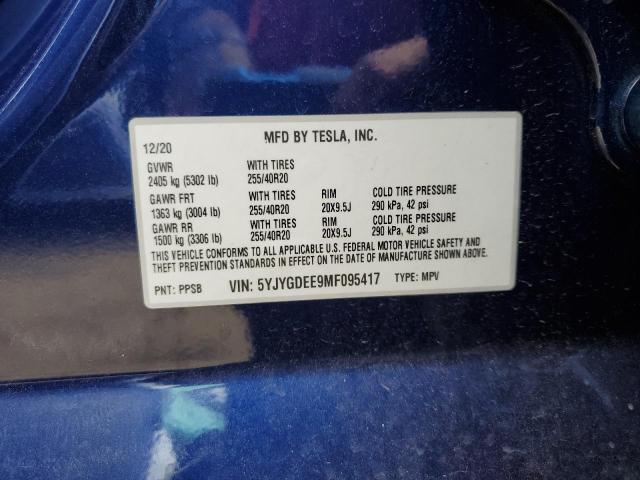 12/20 MFD BY TESLA, INC.
GVWR WITH TIRES
2405 kg (5302 lb) 255/40R20
GAWR FRT WITH TIRES RIM COLD TIRE PRESSURE
1363 kg (3004 lb) 255/40R20 20X9.5J 290 kPa, 42 psi
GAWR RR WITH TIRES RIM COLD TIRE PRESSURE
1500 kg (3306 lb) 255/40R20 20X9.5J 290 kPa, 42 psi
THIS VEHICLE CONFORMS TO ALL APPLICABLE U.S. FEDERAL MOTOR VEHICLE SAFETY AND
THEFT PREVENTION STANDARDS IN EFFECT ON THE DATE OF MANUFACTURE SHOWN ABOVE.
PNT: PPSB VIN: 5YJYGDEE9MF095417 TYPE: MPV